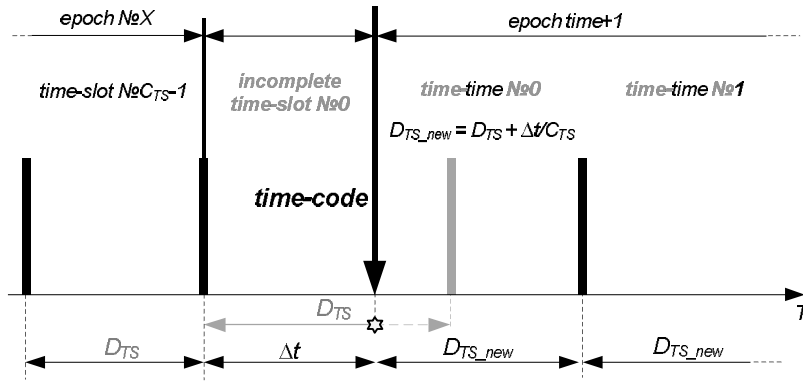 epoch №X
epoch time+1
time-slot №CTS-1
incomplete
time-slot №0
time-time №0
time-time №1
DTS_new = DTS + Δt/CTS
time-code
T
DTS
DTS
Δt
DTS_new
DTS_new